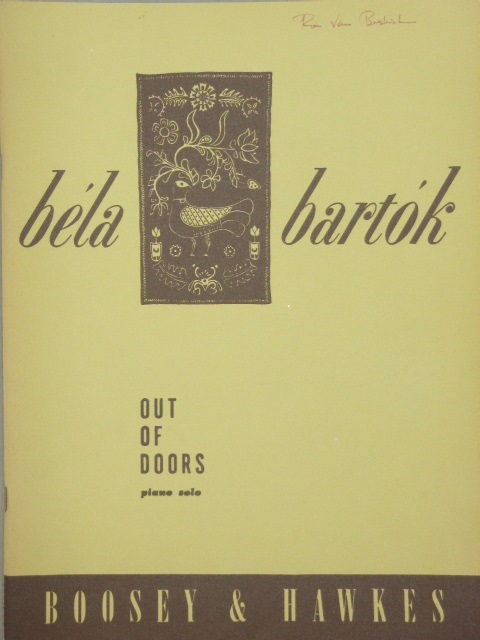 béla bartók
OUT
OF
DOORS
piano solo
BOOSEY & HAWKES